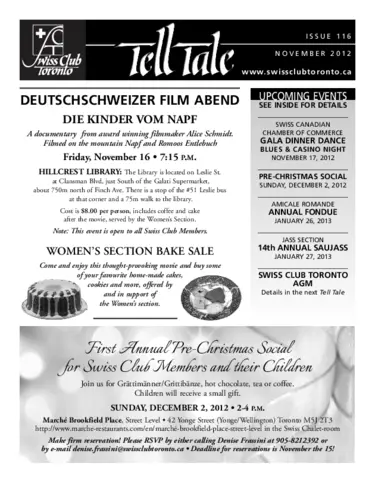 Swiss Club
Toronto
Tell Tale
ISSUE 116
NOVEMBER 2012
www.swissclubtoronto.ca
DEUTSCHSCHWEIZER FILM ABEND
DIE KINDER VOM NAPF
A documentary from award winning filmmaker Alice Schmidt.
Filmed on the mountain Napf and Romoos Entlebuch
Friday, November 16 • 7:15 P.M.
HILLCREST LIBRARY: The Library is located on Leslie St.
at Clansman Blvd, just South of the Galati Supermarket,
about 750m north of Finch Ave. There is a stop of the #51 Leslie bus
at that corner and a 75m walk to the library.
Cost is $8.00 per person, includes coffee and cake
after the movie, served by the Women's Section.
Note: This event is open to all Swiss Club Members.
WOMEN'S SECTION BAKE SALE
Come and enjoy this thought-provoking movie and buy some
of your favourite home-made cakes,
cookies and more, offered by
and in support of
the Women's section.
UPCOMING EVENTS
SEE INSIDE FOR DETAILS
SWISS CANADIAN
CHAMBER OF COMMERCE
GALA DINNER DANCE
BLUES & CASINO NIGHT
NOVEMBER 17, 2012
PRE-CHRISTMAS SOCIAL
SUNDAY, DECEMBER 2, 2012
AMICALE ROMANDE
ANNUAL FONDUE
JANUARY 26, 2013
JASS SECTION
14th ANNUAL SAUJASS
JANUARY 27, 2013
SWISS CLUB TORONTO
AGM
Details in the next Tell Tale
First Annual Pre-Christmas Social
for Swiss Club Members and their Children
Join us for Grättimänner/Grittibänze, hot chocolate, tea or coffee.
Children will receive a small gift.
SUNDAY, DECEMBER 2, 2012 • 2-4 P.M.
Marché Brookfield Place, Street Level • 42 Yonge Street (Yonge/Wellington) Toronto M5J 2T3
http://www.marche-restaurants.com/en/marché-brookfield-place-street-level in the Swiss Chalet-room
Make firm reservation! Please RSVP by either calling Denise Frassini at 905-8212392 or
by e-mail denise.frassini@swissclubtoronto.ca • Deadline for reservations is November the 15!